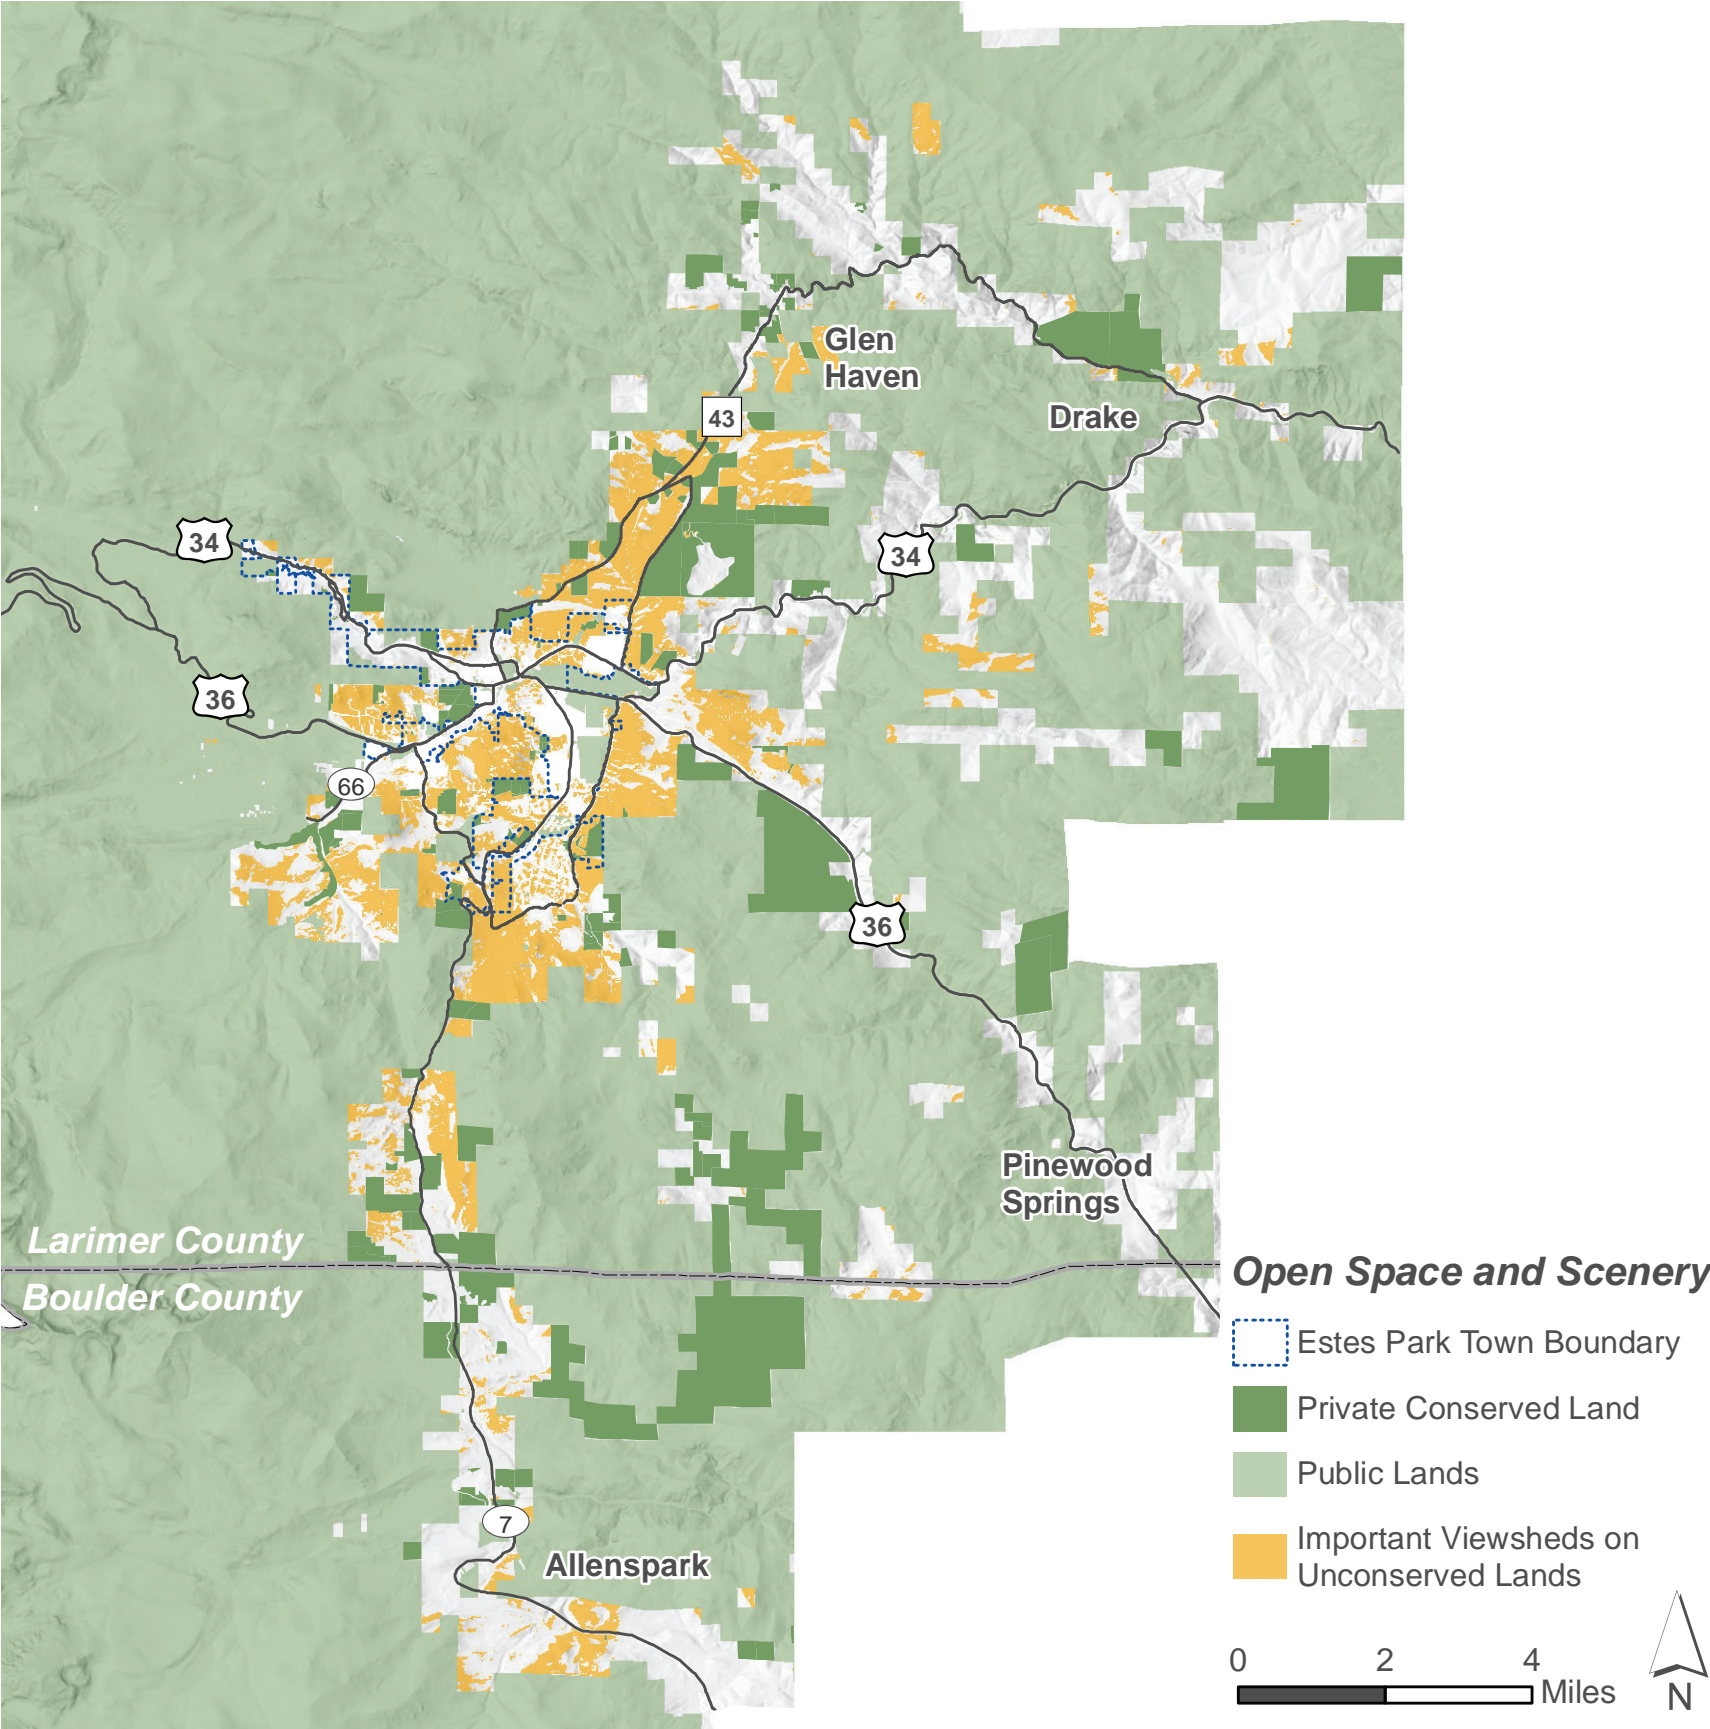 Glen
Haven
43
Drake
34
34
36
66
36
Pinewood
Springs
Larimer County
Boulder County
7
Allenspark
Open Space and Scenery
Estes Park Town Boundary
Private Conserved Land
Public Lands
Important Viewsheds on
Unconserved Lands
0 2 4
Miles
N